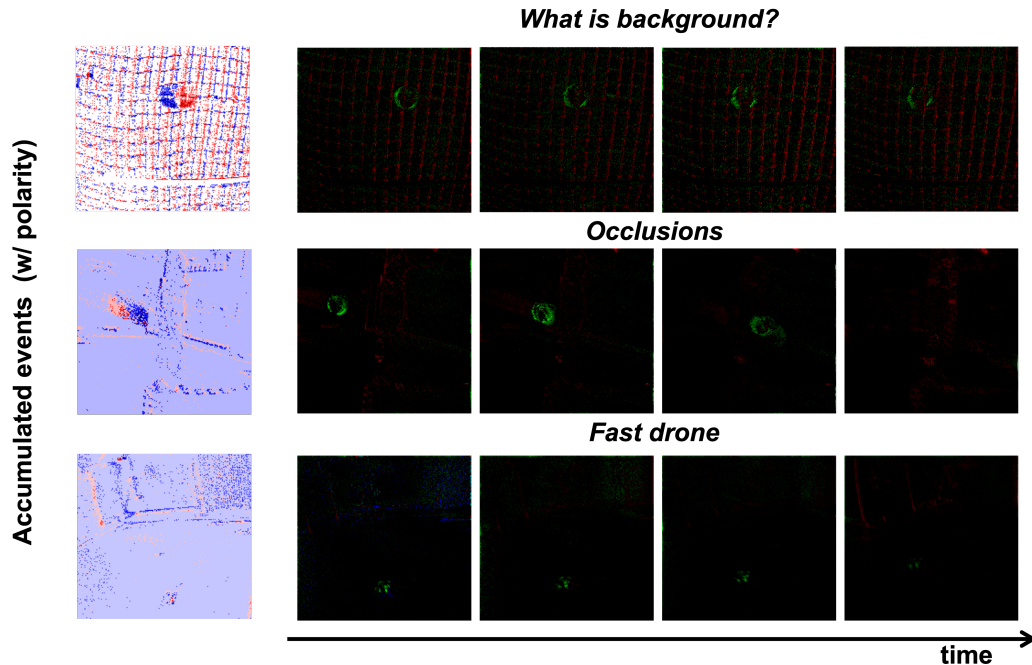 What is background?
Accumulated events (w/ polarity)
Occlusions
Fast drone
time